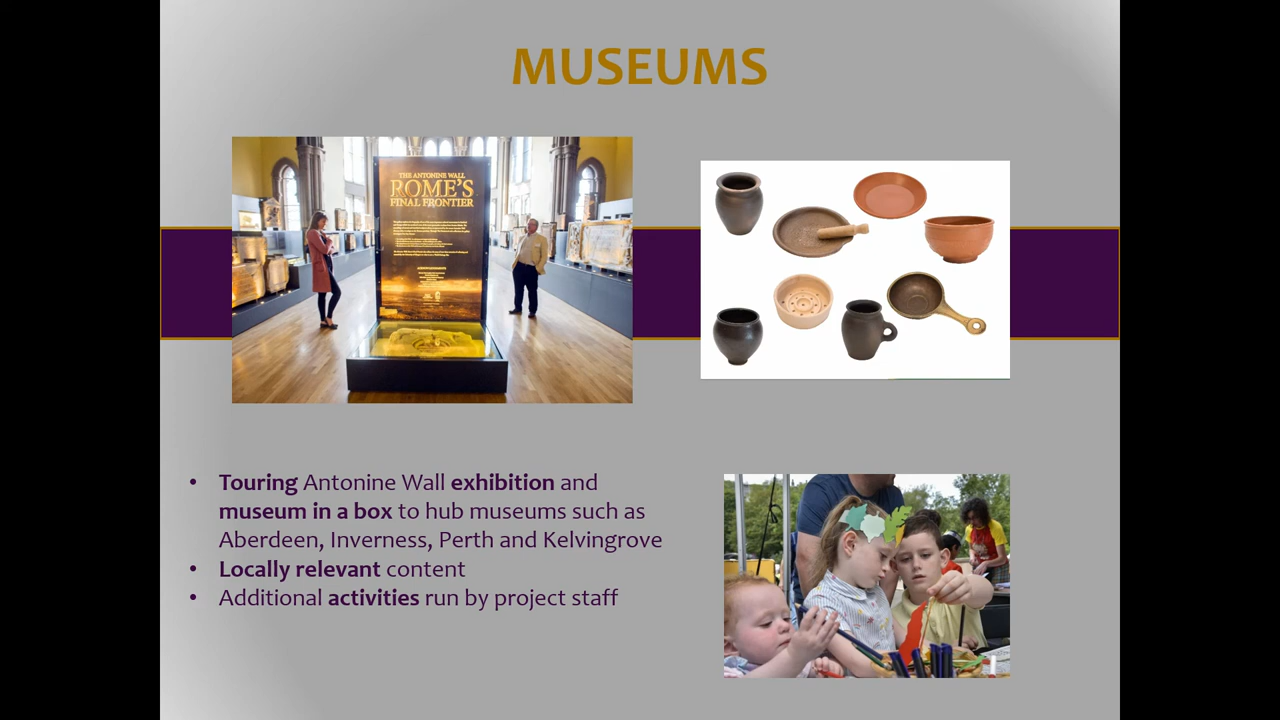 MUSEUMS
THE ANTONINE WALL
ROME'S
FINAL FRONTIER
• Touring Antonine Wall exhibition and
museum in a box to hub museums such as
Aberdeen, Inverness, Perth and Kelvingrove
• Locally relevant content
• Additional activities run by project staff